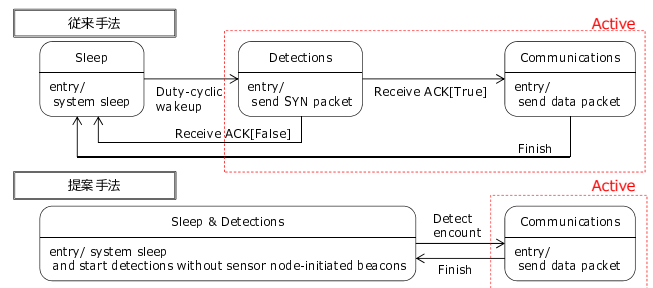 従来手法
Active
Sleep
entry/
system sleep
Duty-cyclic
wakeup
Detections
entry/
send SYN packet
Receive ACK[True]
Communications
entry/
send data packet
Receive ACK[False]
Finish
提案手法
Active
Sleep & Detections
entry/ system sleep
and start detections without sensor node-initiated beacons
Detect
encount
Finish
Communications
entry/
send data packet